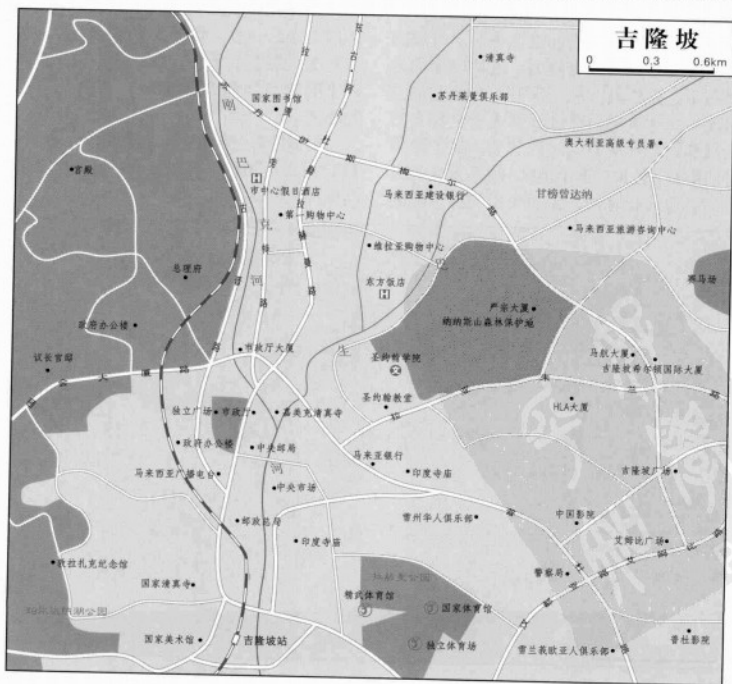 吉隆坡
0 0.3 0.6km
清真寺
苏丹莱曼俱乐部
国家图书馆
澳大利亚高级专员署
宫殿
市中心假日酒店
H
马来西亚建设银行
甘榜曾达纳
第一购物中心
马来西亚旅游咨询中心
维拉亚购物中心
总理府
东方饭店
H
赛马场
严宗大厦
纳纳斯山森林保护地
政府办公楼
市政厅大厦
马航大厦
议长官邸
圣约翰学院
文
吉隆坡希尔顿国际大厦
圣约翰教堂
HLA大厦
独立广场
市政厅
嘉美克清真寺
政府办公楼
中央邮局
马来亚银行
印度寺庙
吉隆坡广场
马来西亚广播电台
中央市场
雪州华人俱乐部
中国影院
邮政总局
印度寺庙
艾姆比广场
敦拉扎克纪念馆
警察局
国家清真寺
精武体育馆
国家体育馆
国家美术馆
吉隆坡站
独立体育场
雪兰莪欧亚人俱乐部
普杜影院